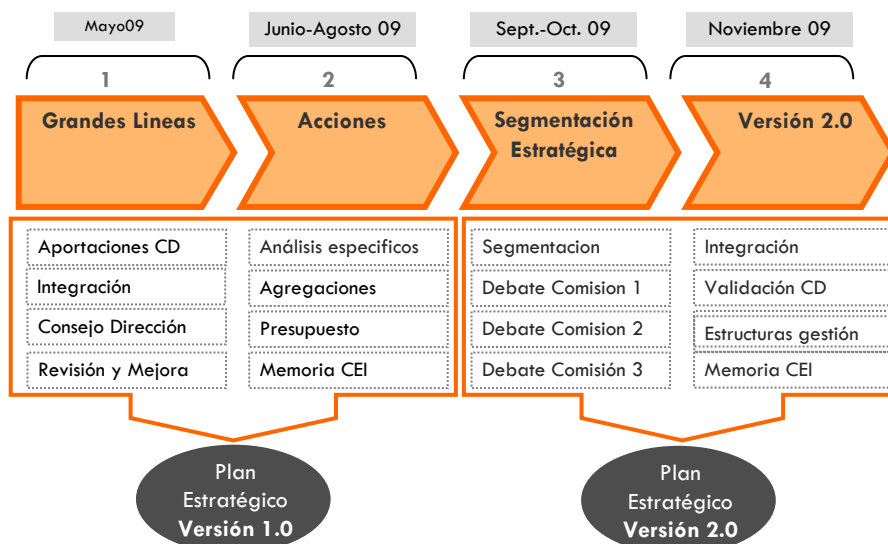 Mayo09
Junio-Agosto 09
Sept.-Oct. 09
Noviembre 09
1
2
3
4
Grandes Lineas
Acciones
Segmentación
Estratégica
Versión 2.0
Aportaciones CD
Integración
Consejo Dirección
Revisión y Mejora
Análisis especificos
Agregaciones
Presupuesto
Memoria CEI
Segmentacion
Debate Comision 1
Debate Comision 2
Debate Comisión 3
Integración
Validación CD
Estructuras gestión
Memoria CEI
Plan
Estratégico
Versión 1.0
Plan
Estratégico
Versión 2.0